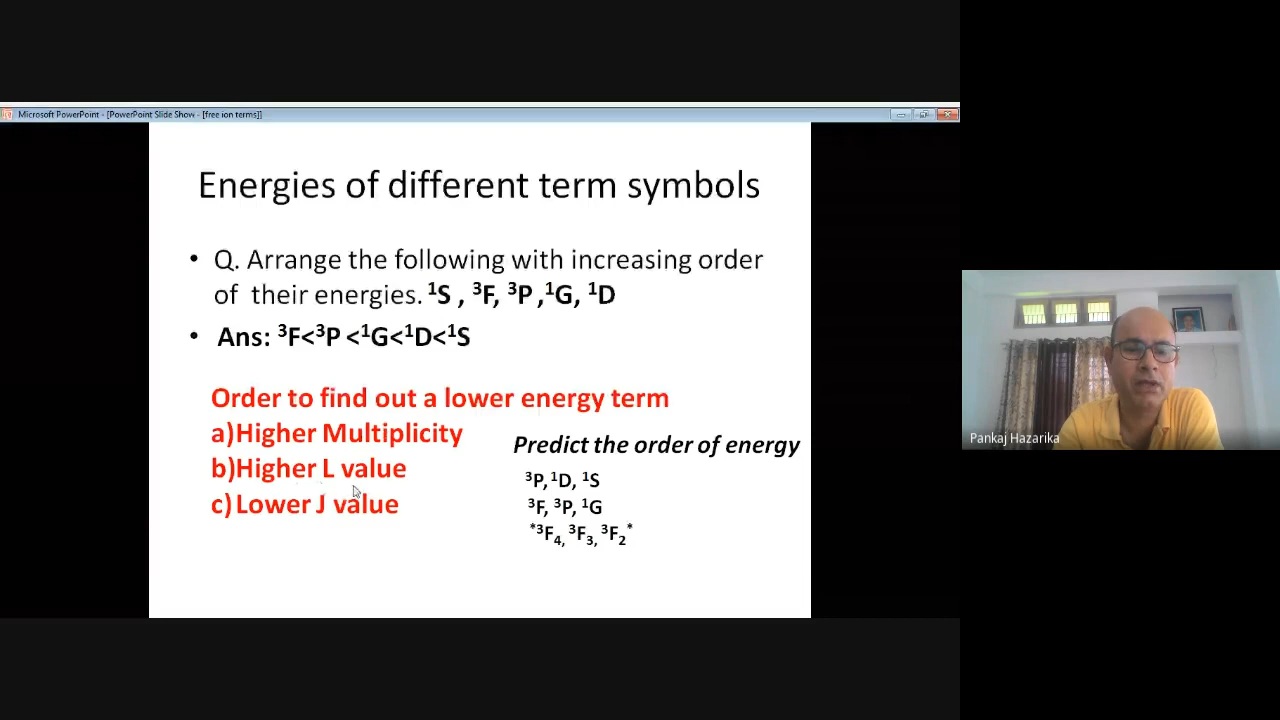 Microsoft PowerPoint - [PowerPoint Slide Show - [free ion terms]]
Energies of different term symbols
• Q. Arrange the following with increasing order
of their energies. ¹S , ³F, ³P ,¹G, ¹D
• Ans: ³F<³P <¹G<¹D<¹S
Order to find out a lower energy term
a)Higher Multiplicity
b)Higher L value
c)Lower J value
Predict the order of energy
³P,¹D, ¹S
³F, ³P, ¹G
*³F₄, ³F₃, ³F₂*
Pankaj Hazarika